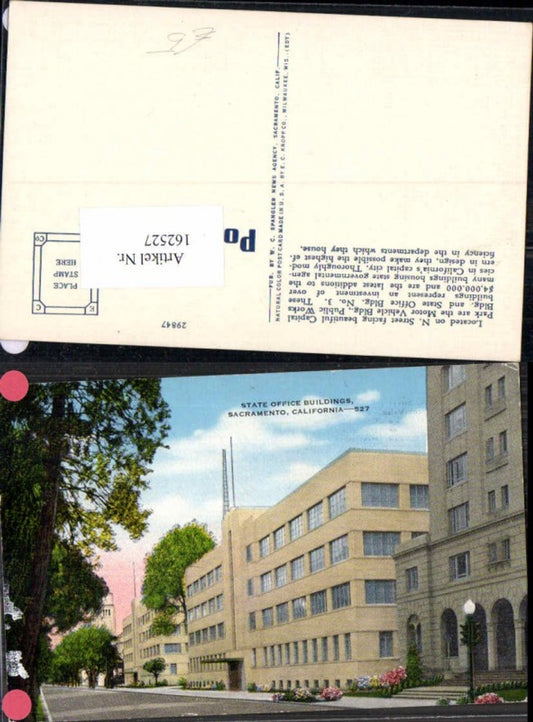 Located on N. Street facing beautiful Capital
Park are the Motor Vehicle Bldg., Public Works
Bldg. and State Office Bldg. No. 3. These
buildings represent an investment of over
$4,000,000 and are the latest additions to the
many buildings housing state governmental agen-
cies in California's capital city. Thoroughly mod-
ern in design, they make possible the highest ef-
ficiency in the departments which they house.
PUB. BY W. C. SPANGLER NEWS AGENCY, SACRAMENTO, CALIF.
NATURAL COLOR POST CARD MADE IN U. S. A. BY E. C. KROPP CO., MILWAUKEE, WIS. (EDY)
Po
29847
PLACE
STAMP
HERE
E
C
Co
Artikel Nr.
162527
STATE OFFICE BUILDINGS,
SACRAMENTO, CALIFORNIA—527